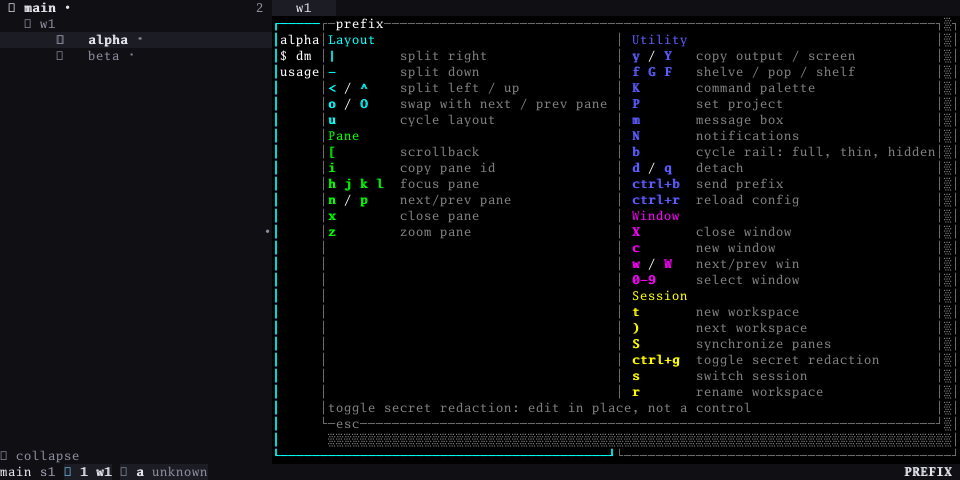 main • 2 w1
w1 prefix
alpha • alpha Layout Utility
beta • $ dm | split right y / Y copy output / screen
usage - split down f G F shelve / pop / shelf
< / ^ split left / up K command palette
o / O swap with next / prev pane P set project
u cycle layout m message box
Pane N notifications
[ scrollback b cycle rail: full, thin, hidden
i copy pane id d / q detach
h j k l focus pane ctrl+b send prefix
n / p next/prev pane ctrl+r reload config
x close pane Window
z zoom pane X close window
• c new window
w / W next/prev win
0-9 select window
Session
t new workspace
) next workspace
S synchronize panes
ctrl+g toggle secret redaction
s switch session
r rename workspace
toggle secret redaction: edit in place, not a control
esc
collapse
main s1 1 w1 a unknown PREFIX